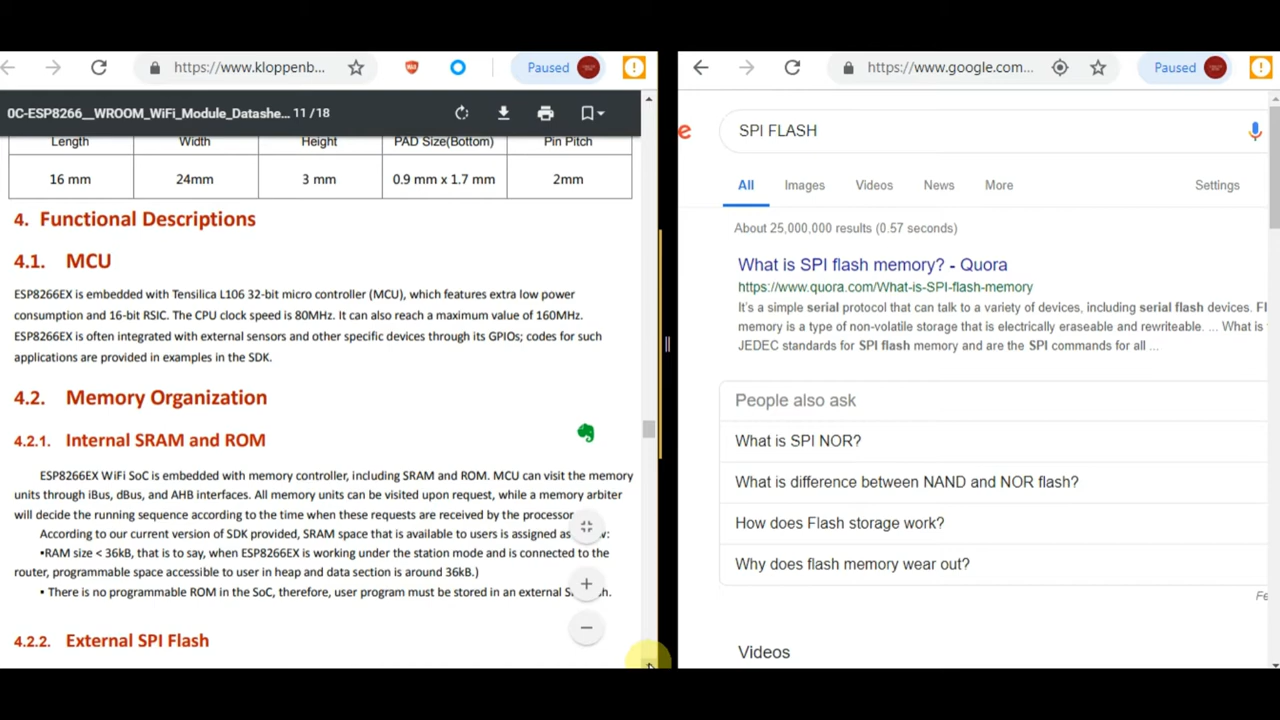 https://www.kloppenb...
Paused
0C-ESP8266__WROOM_WiFi_Module_Datashe... 11 / 18
Length Width Height PAD Size(Bottom) Pin Pitch
16 mm 24mm 3 mm 0.9 mm x 1.7 mm 2mm
4. Functional Descriptions
4.1. MCU
ESP8266EX is embedded with Tensilica L106 32-bit micro controller (MCU), which features extra low power
consumption and 16-bit RSIC. The CPU clock speed is 80MHz. It can also reach a maximum value of 160MHz.
ESP8266EX is often integrated with external sensors and other specific devices through its GPIOs; codes for such
applications are provided in examples in the SDK.
4.2. Memory Organization
4.2.1. Internal SRAM and ROM
ESP8266EX WiFi SoC is embedded with memory controller, including SRAM and ROM. MCU can visit the memory
units through iBus, dBus, and AHB interfaces. All memory units can be visited upon request, while a memory arbiter
will decide the running sequence according to the time when these requests are received by the processor
According to our current version of SDK provided, SRAM space that is available to users is assigned as
•RAM size < 36kB, that is to say, when ESP8266EX is working under the station mode and is connected to the
router, programmable space accessible to user in heap and data section is around 36kB.)
• There is no programmable ROM in the SoC, therefore, user program must be stored in an external
4.2.2. External SPI Flash
https://www.google.com...
Paused
e
SPI FLASH
All Images Videos News More Settings
About 25,000,000 results (0.57 seconds)
What is SPI flash memory? - Quora
https://www.quora.com/What-is-SPI-flash-memory
It's a simple serial protocol that can talk to a variety of devices, including serial flash devices. Fl
memory is a type of non-volatile storage that is electrically eraseable and rewriteable. ... What is
JEDEC standards for SPI flash memory and are the SPI commands for all ...
People also ask
What is SPI NOR?
What is difference between NAND and NOR flash?
How does Flash storage work?
Why does flash memory wear out?
Fe
Videos